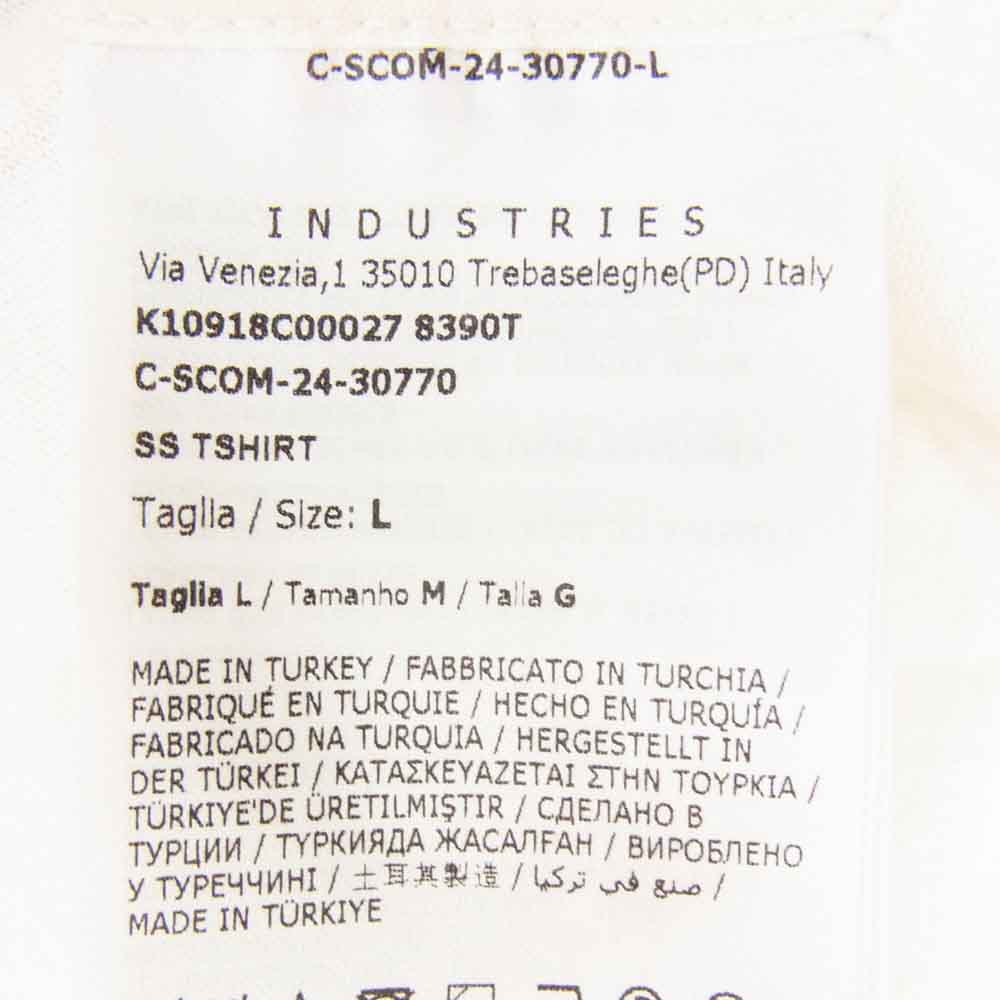 C-SCOM-24-30770-L
INDUSTRIES
Via Venezia,1 35010 Trebaseleghe(PD) Italy
K10918C00027 8390T
C-SCOM-24-30770
SS TSHIRT
Taglia / Size: L
Taglia L / Tamanho M / Talla G
MADE IN TURKEY / FABBRICATO IN TURCHIA /
FABRIQUÉ EN TURQUIE / HECHO EN TURQUÍA /
FABRICADO NA TURQUIA / HERGESTELLT IN
DER TÜRKEI / ΚΑΤΑΣΚΕΥΑΖΕΤΑΙ ΣΤΗΝ ΤΟΥΡΚΙΑ /
TÜRKIYE'DE ÜRETILMIŞTIR / СДЕЛАНО В
ТУРЦИИ / ТҮРКИЯДА ЖАСАЛҒАН / ВИРОБЛЕНО
У ТУРЕЧЧИНІ / 土耳其製造 / صنع في تركيا /
MADE IN TÜRKIYE